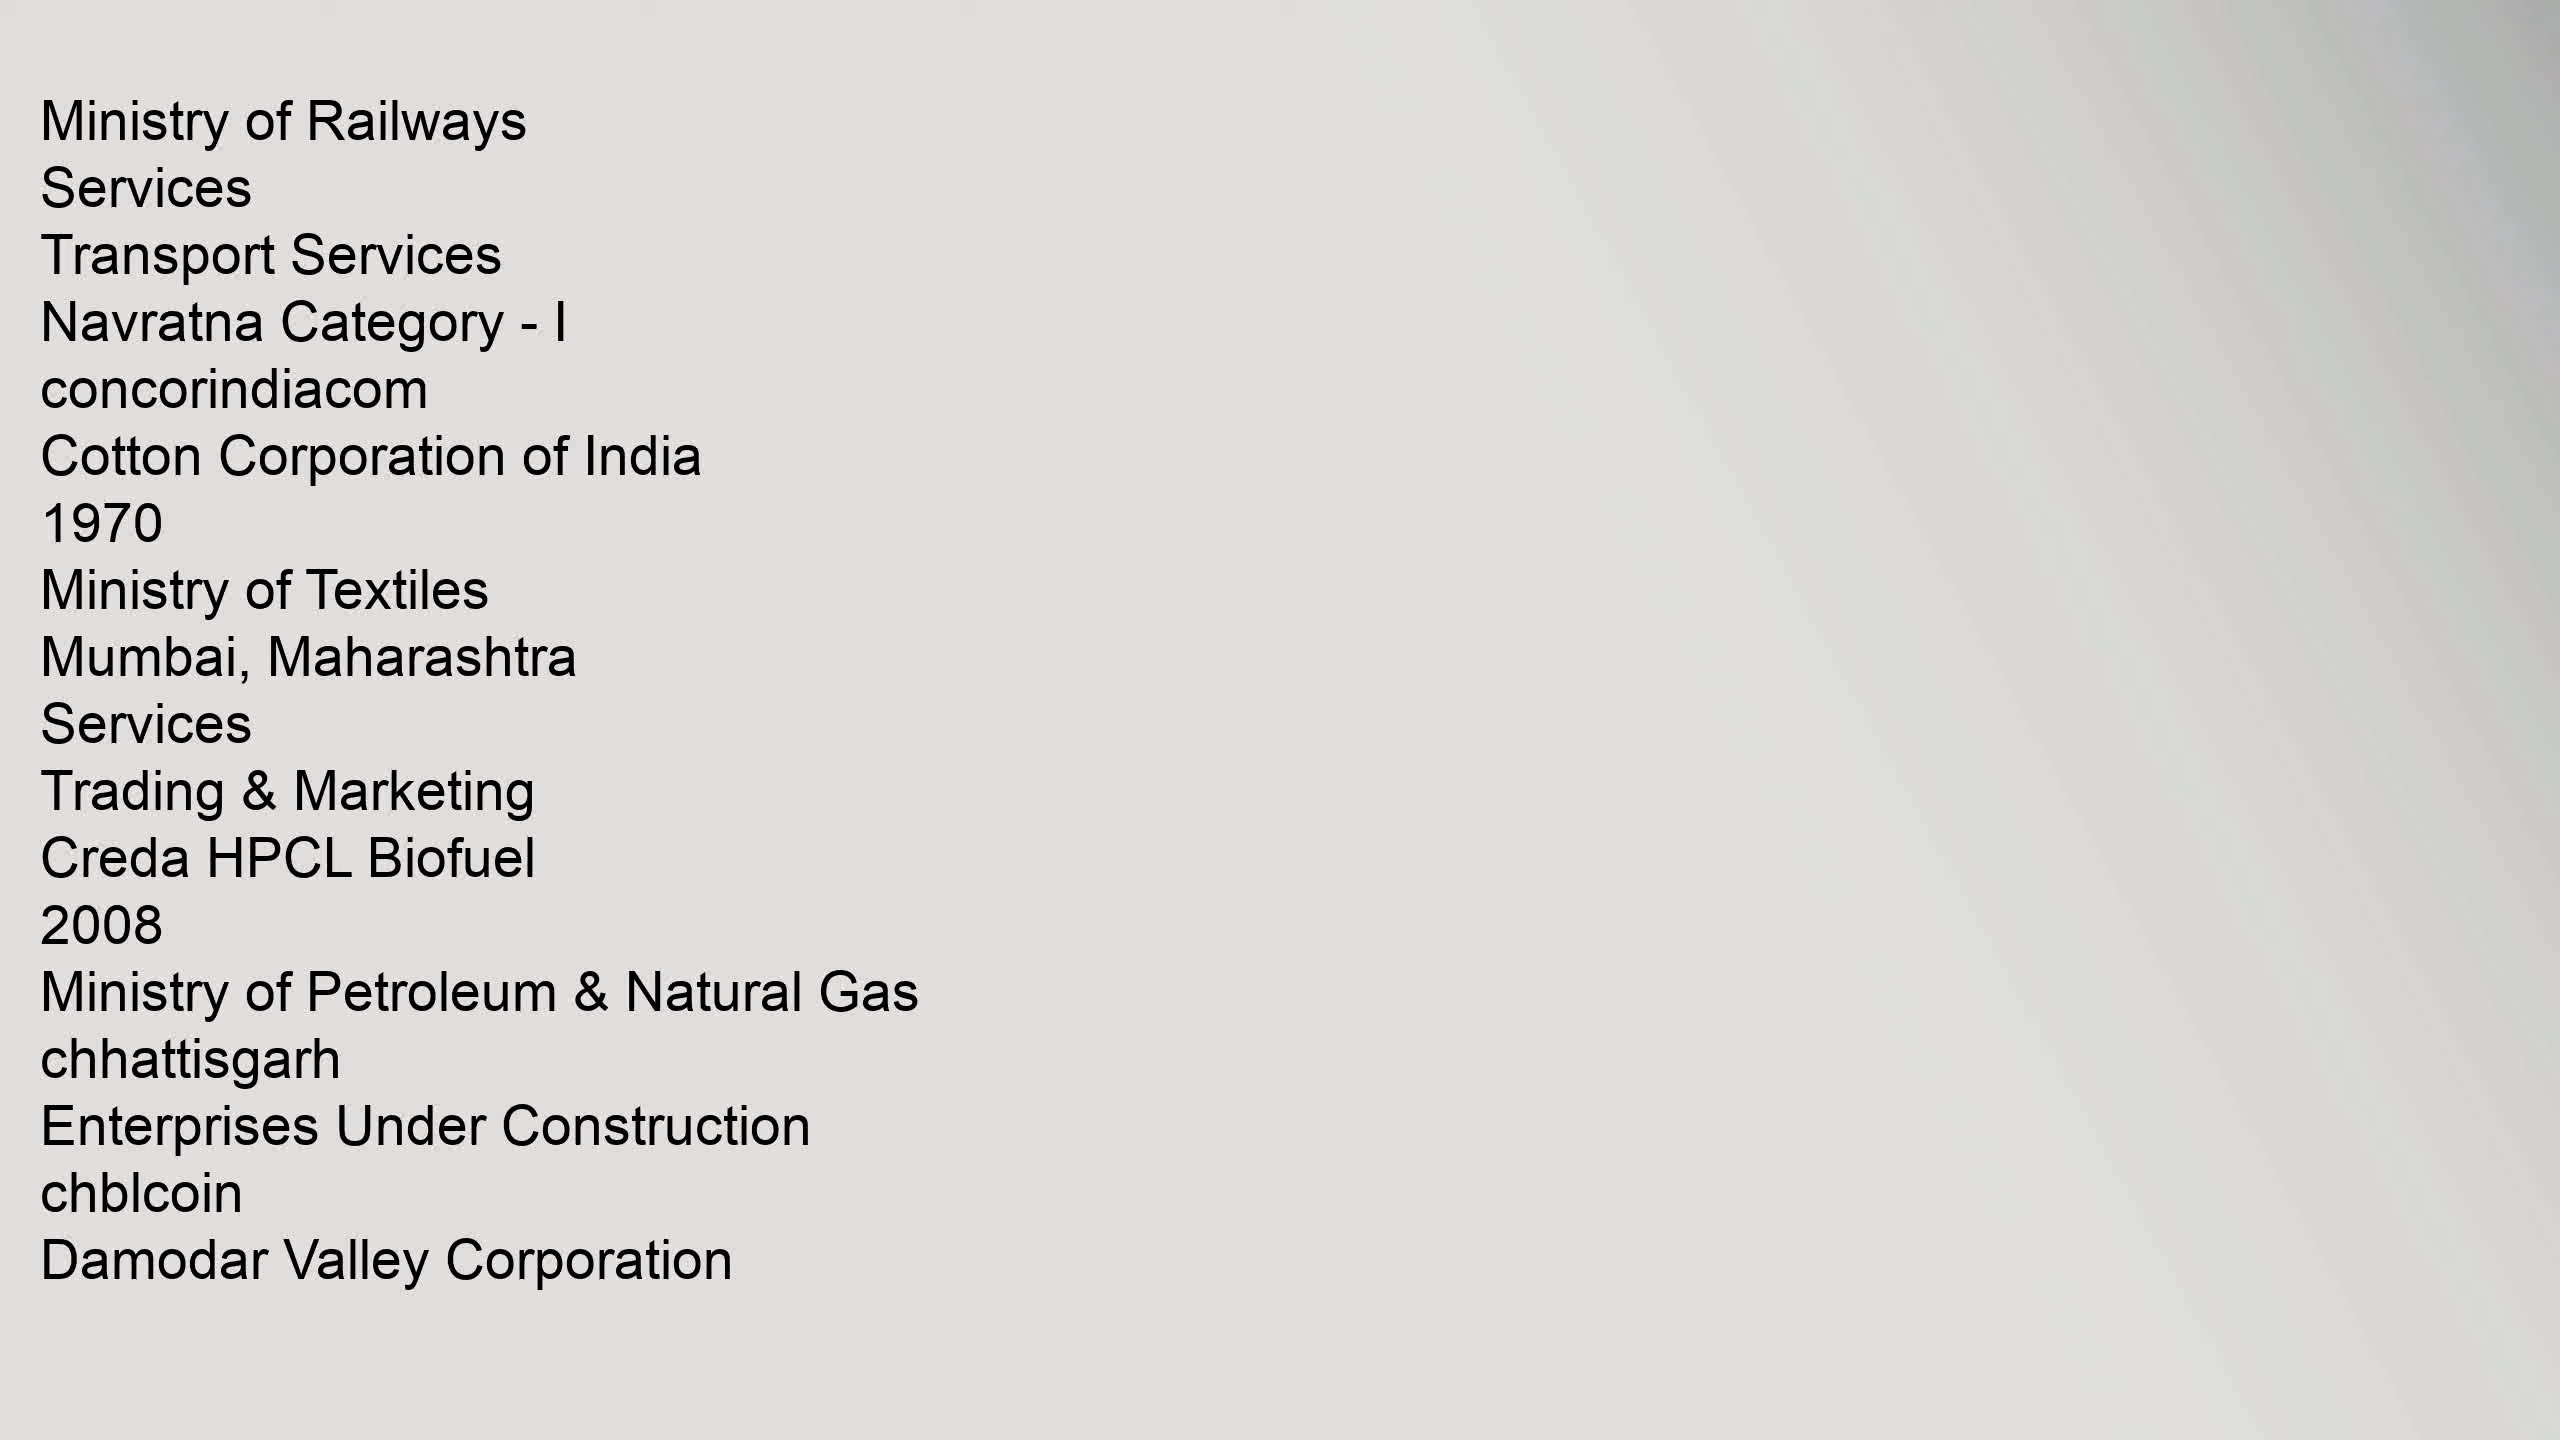 Ministry of Railways
Services
Transport Services
Navratna Category - I
concorindiacom
Cotton Corporation of India
1970
Ministry of Textiles
Mumbai, Maharashtra
Services
Trading & Marketing
Creda HPCL Biofuel
2008
Ministry of Petroleum & Natural Gas
chhattisgarh
Enterprises Under Construction
chblcoin
Damodar Valley Corporation